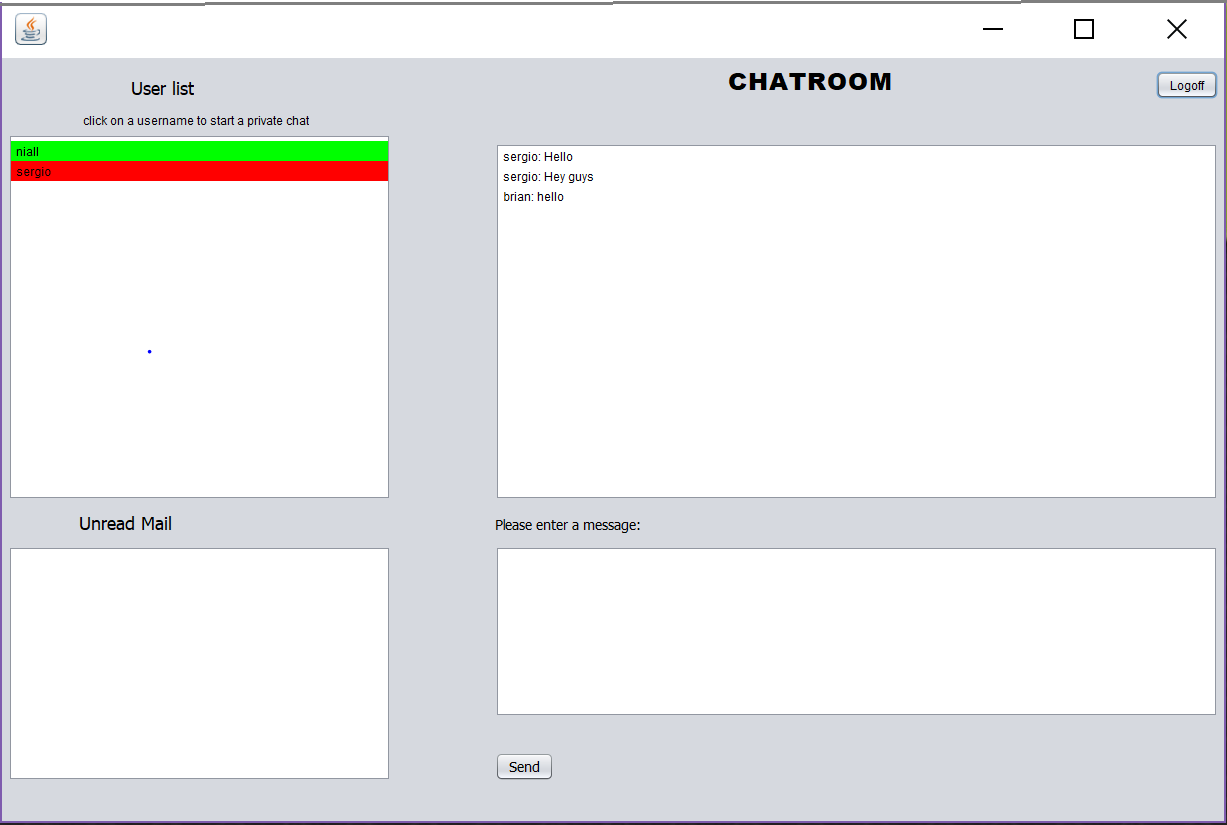 User list
click on a username to start a private chat
niall
sergio
CHATROOM
Logoff
sergio: Hello
sergio: Hey guys
brian: hello
Unread Mail
Please enter a message:
Send